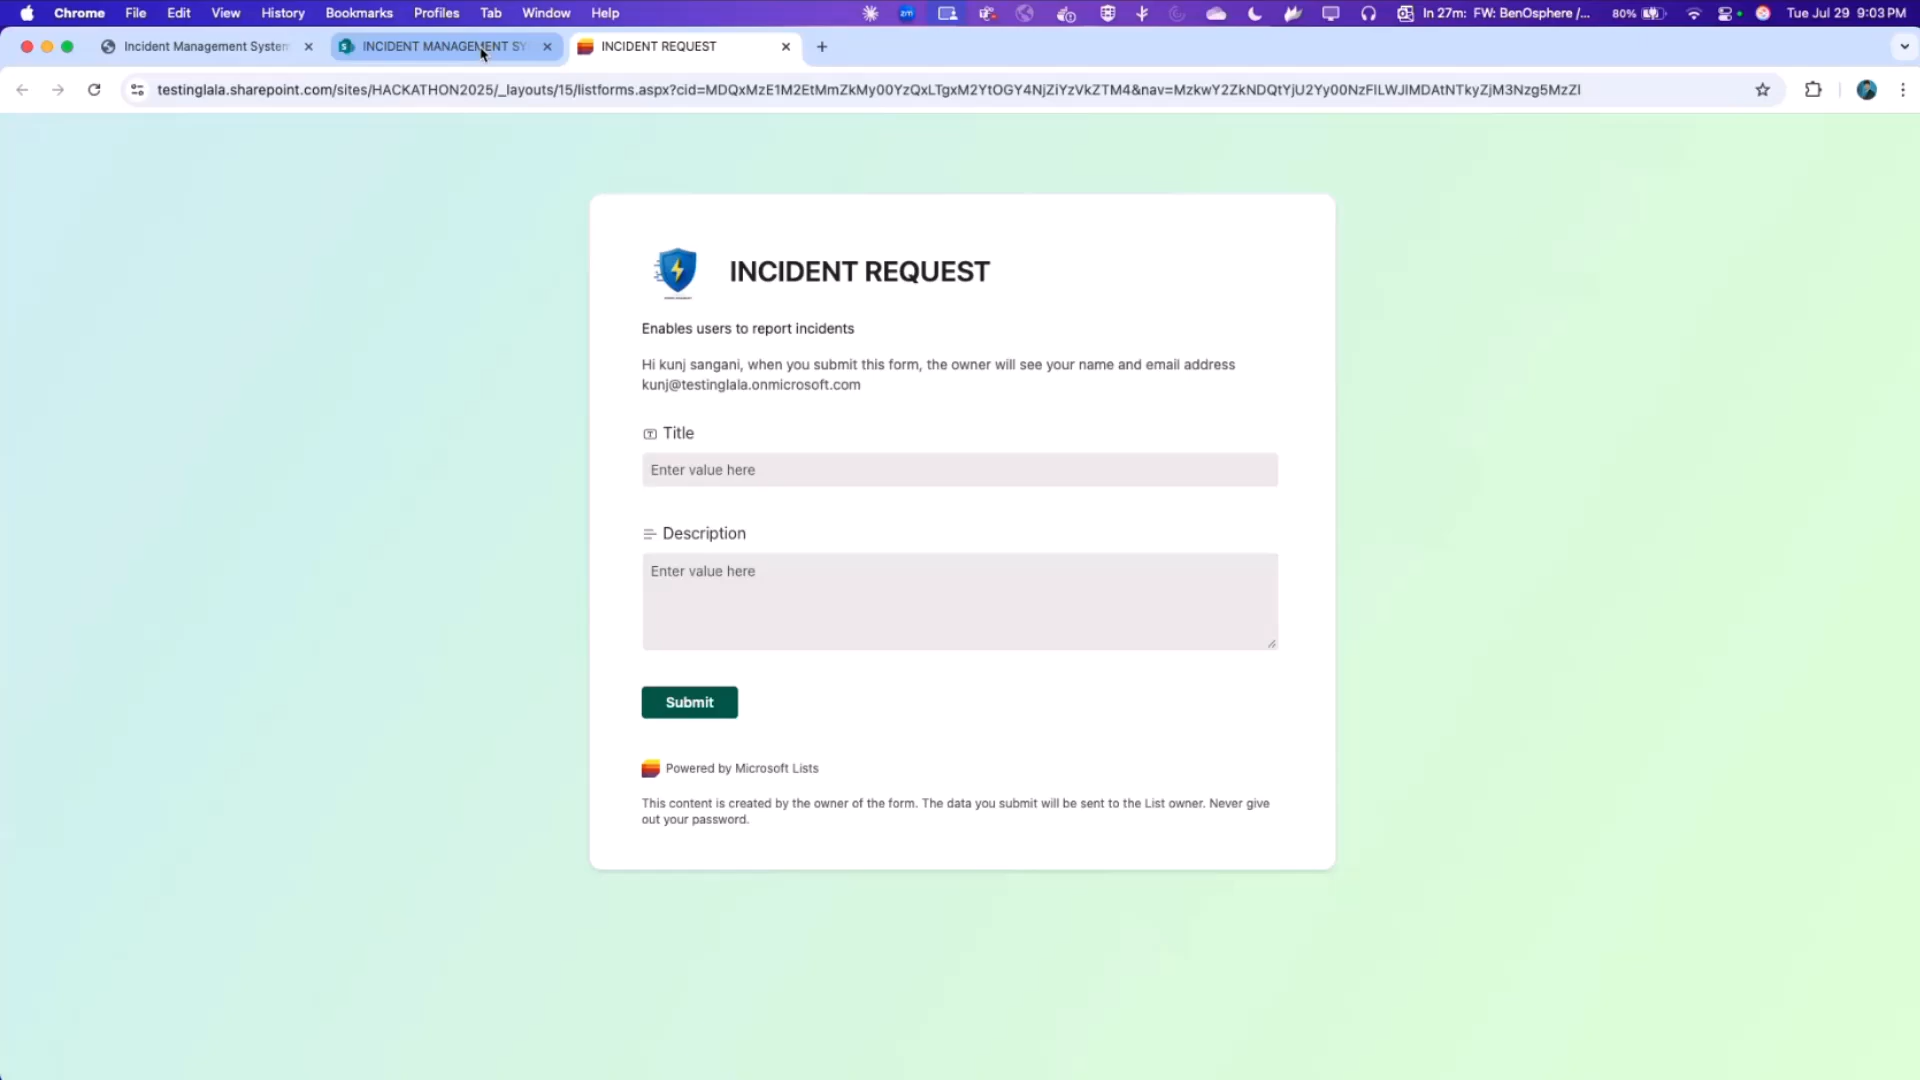 Chrome File Edit View History Bookmarks Profiles Tab Window Help zm In 27m: FW: BenOsphere /... 80% Tue Jul 29 9:03 PM
Incident Management System INCIDENT MANAGEMENT SY INCIDENT REQUEST
testinglala.sharepoint.com/sites/HACKATHON2025/_layouts/15/listforms.aspx?cid=MDQxMzE1M2EtMmZkMy00YzQxLTgxM2YtOGY4NjZiYzVkZTM4&nav=MzkwY2ZkNDQtYjU2Yy00NzFlLWJlMDAtNTkyZjM3Nzg5MzZl
INCIDENT REQUEST
Enables users to report incidents
Hi kunj sangani, when you submit this form, the owner will see your name and email address
kunj@testinglala.onmicrosoft.com
Title
Enter value here
Description
Enter value here
Submit
Powered by Microsoft Lists
This content is created by the owner of the form. The data you submit will be sent to the List owner. Never give
out your password.